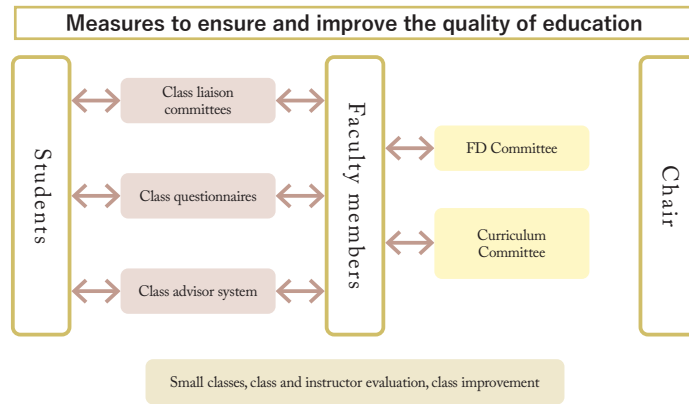 Measures to ensure and improve the quality of education
Students
Class liaison
committees
Class questionnaires
Class advisor system
Faculty members
FD Committee
Curriculum
Committee
Chair
Small classes, class and instructor evaluation, class improvement